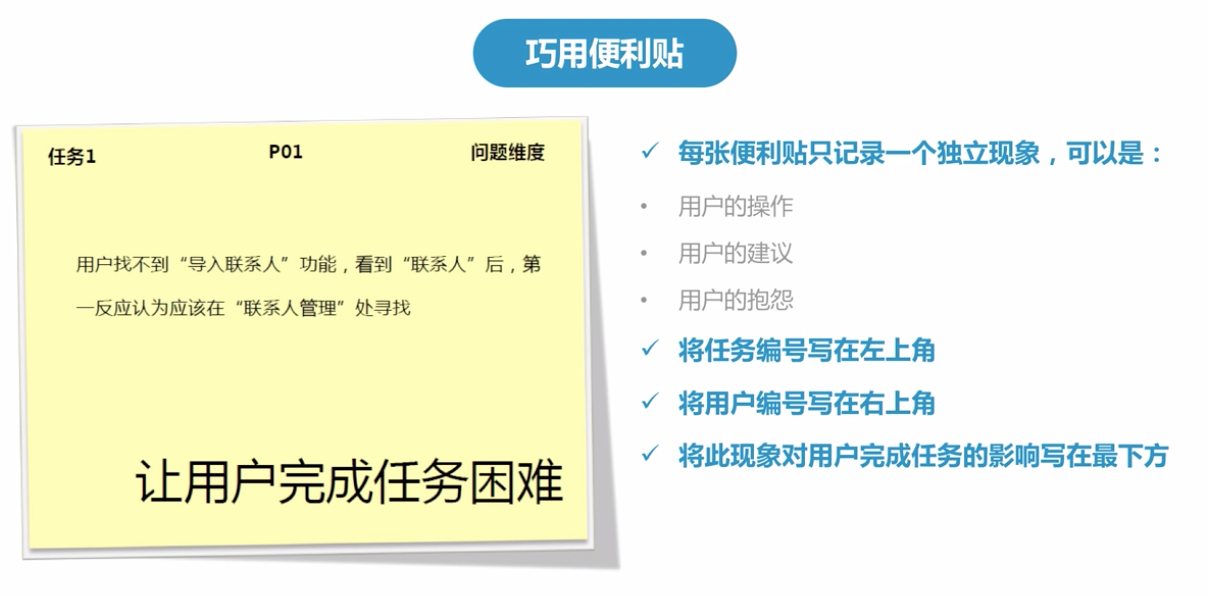 巧用便利贴
任务1 P01 问题维度
用户找不到“导入联系人”功能，看到“联系人”后，第
一反应认为应该在“联系人管理”处寻找
让用户完成任务困难
✓ 每张便利贴只记录一个独立现象，可以是：
• 用户的操作
• 用户的建议
• 用户的抱怨
✓ 将任务编号写在左上角
✓ 将用户编号写在右上角
✓ 将此现象对用户完成任务的影响写在最下方